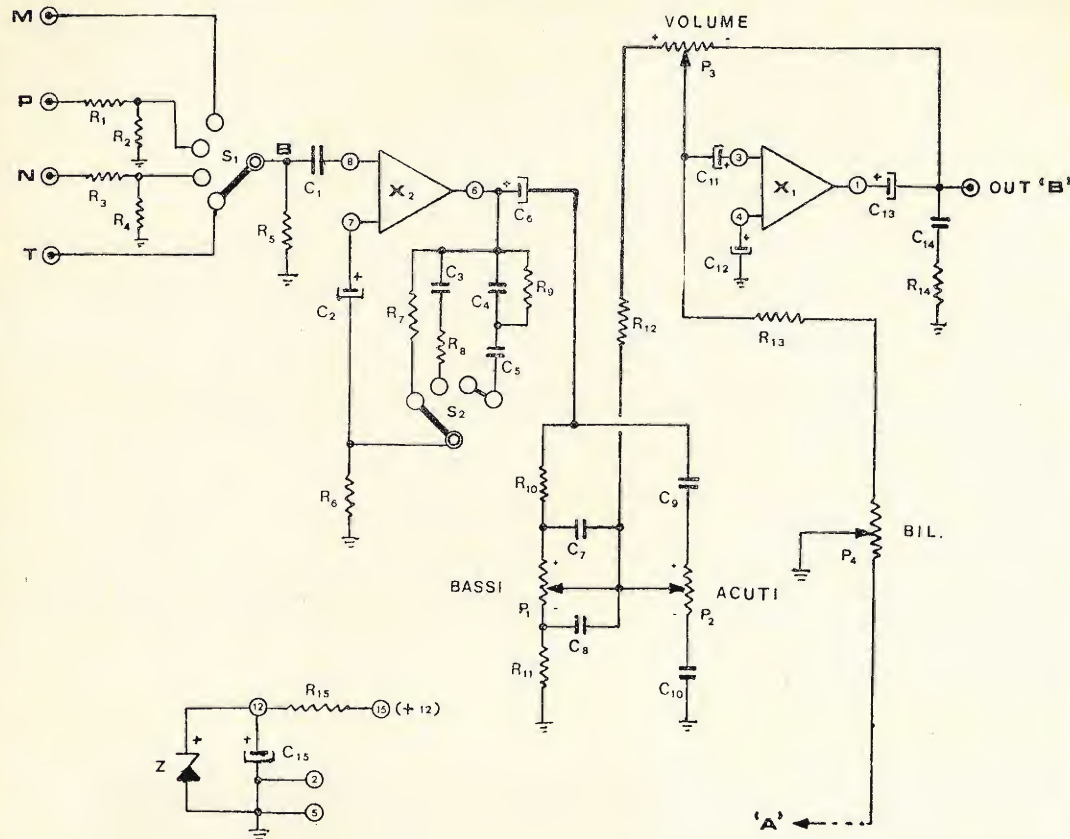 VOLUME
M
+
-
P₃
P
R₁
R₂
S₁
B
C₁
8
X₂
6
+
C₆
C₁₁
+
3
X₁
1
+
C₁₃
OUT 'B'
N
R₃
R₄
R₅
7
4
C₁₂
+
C₁₄
T
R₁₄
+
C₂
R₇
C₃
C₄
R₉
R₈
C₅
R₁₂
R₁₃
S₂
R₆
R₁₀
C₉
C₇
BIL.
P₄
BASSI
+
P₁
-
+
P₂
-
ACUTI
C₈
R₁₁
C₁₀
12
R₁₅
15
(+12)
Z
+
+
C₁₅
2
5
'A'